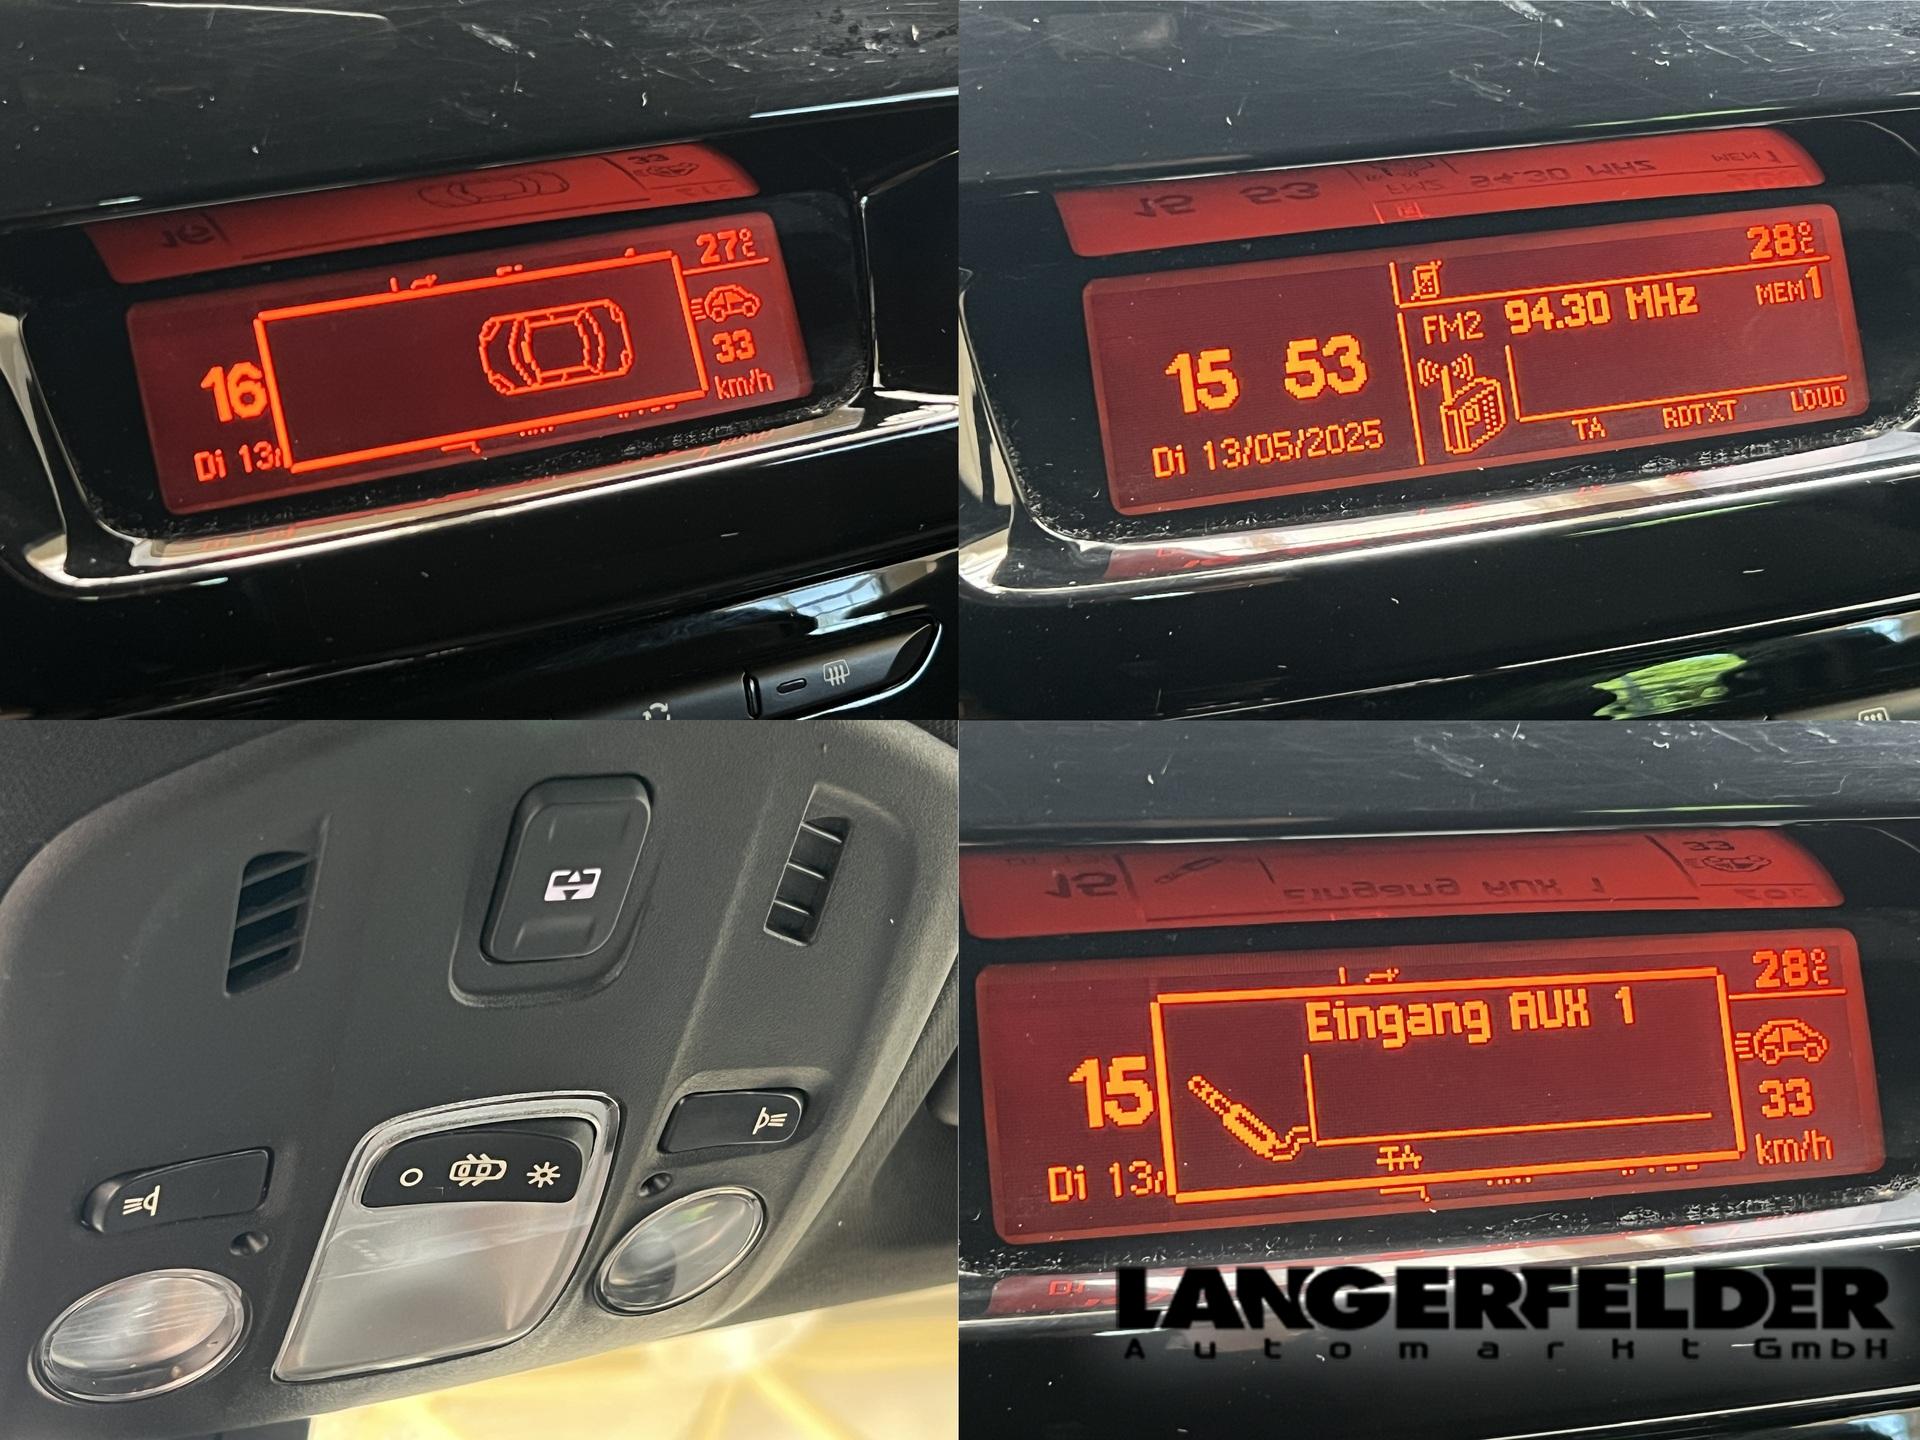 27°C
16
33
km/h
Di 13/
28°C
FM2 94.30 MHz MEM1
15 53
Di 13/05/2025
TA RDTXT LOUD
28°C
Eingang AUX 1
15
33
km/h
Di 13/
TA
LANGERFELDER
Automarkt GmbH